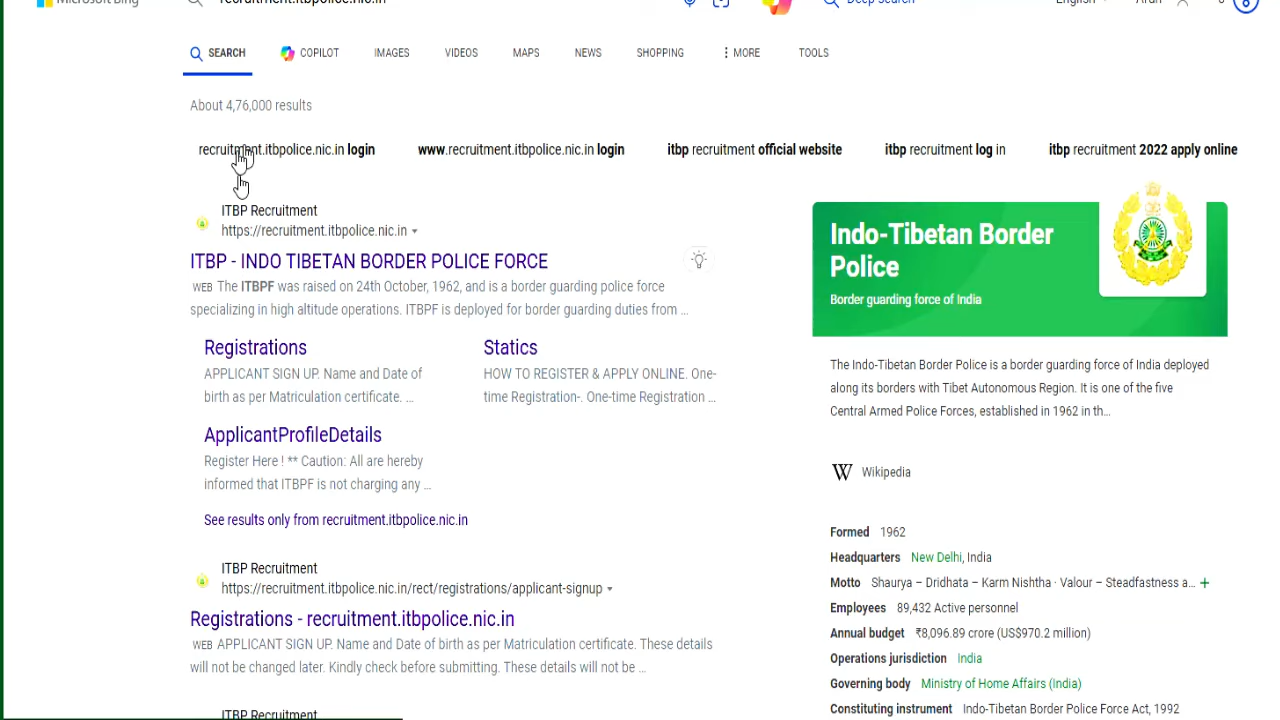 Microsoft Bing recruitment.itbpolice.nic.in Deep search English
SEARCH COPILOT IMAGES VIDEOS MAPS NEWS SHOPPING MORE TOOLS
About 4,76,000 results
recruitment.itbpolice.nic.in login www.recruitment.itbpolice.nic.in login itbp recruitment official website itbp recruitment log in itbp recruitment 2022 apply online
ITBP Recruitment
https://recruitment.itbpolice.nic.in
ITBP - INDO TIBETAN BORDER POLICE FORCE
WEB The ITBPF was raised on 24th October, 1962, and is a border guarding police force
specializing in high altitude operations. ITBPF is deployed for border guarding duties from ...
Registrations
APPLICANT SIGN UP. Name and Date of
birth as per Matriculation certificate. ...
Statics
HOW TO REGISTER & APPLY ONLINE. One-
time Registration-. One-time Registration ...
ApplicantProfileDetails
Register Here ! ** Caution: All are hereby
informed that ITBPF is not charging any ...
See results only from recruitment.itbpolice.nic.in
ITBP Recruitment
https://recruitment.itbpolice.nic.in/rect/registrations/applicant-signup
Registrations - recruitment.itbpolice.nic.in
WEB APPLICANT SIGN UP. Name and Date of birth as per Matriculation certificate. These details
will not be changed later. Kindly check before submitting. These details will not be ...
ITBP Recruitment
Indo-Tibetan Border
Police
Border guarding force of India
The Indo-Tibetan Border Police is a border guarding force of India deployed
along its borders with Tibet Autonomous Region. It is one of the five
Central Armed Police Forces, established in 1962 in th...
W Wikipedia
Formed 1962
Headquarters New Delhi, India
Motto Shaurya – Dridhata – Karm Nishtha · Valour – Steadfastness a... +
Employees 89,432 Active personnel
Annual budget ₹8,096.89 crore (US$970.2 million)
Operations jurisdiction India
Governing body Ministry of Home Affairs (India)
Constituting instrument Indo-Tibetan Border Police Force Act, 1992